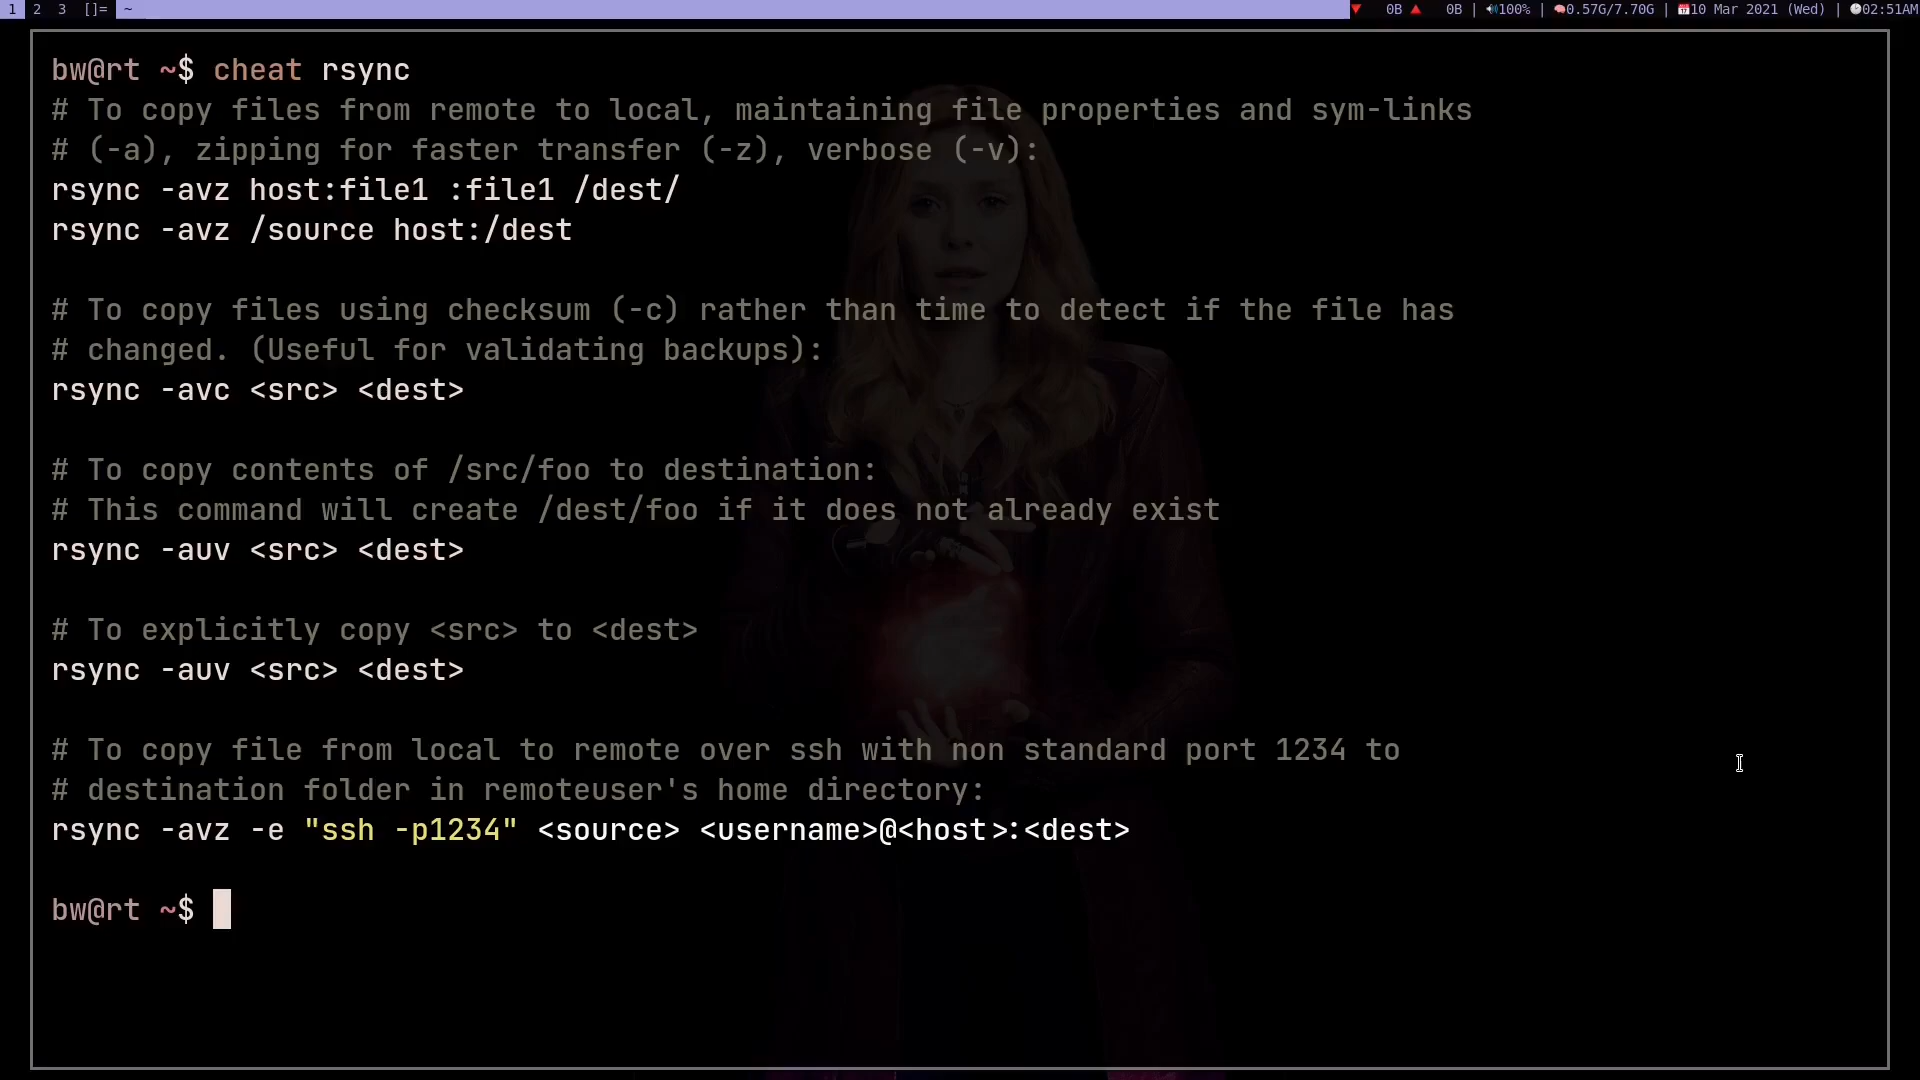 1 2 3 []= ~ 0B 0B | 100% | 0.57G/7.70G | 10 Mar 2021 (Wed) | 02:51AM
bw@rt ~$ cheat rsync
# To copy files from remote to local, maintaining file properties and sym-links
# (-a), zipping for faster transfer (-z), verbose (-v):
rsync -avz host:file1 :file1 /dest/
rsync -avz /source host:/dest
# To copy files using checksum (-c) rather than time to detect if the file has
# changed. (Useful for validating backups):
rsync -avc <src> <dest>
# To copy contents of /src/foo to destination:
# This command will create /dest/foo if it does not already exist
rsync -auv <src> <dest>
# To explicitly copy <src> to <dest>
rsync -auv <src> <dest>
# To copy file from local to remote over ssh with non standard port 1234 to
# destination folder in remoteuser's home directory:
rsync -avz -e "ssh -p1234" <source> <username>@<host>:<dest>
bw@rt ~$